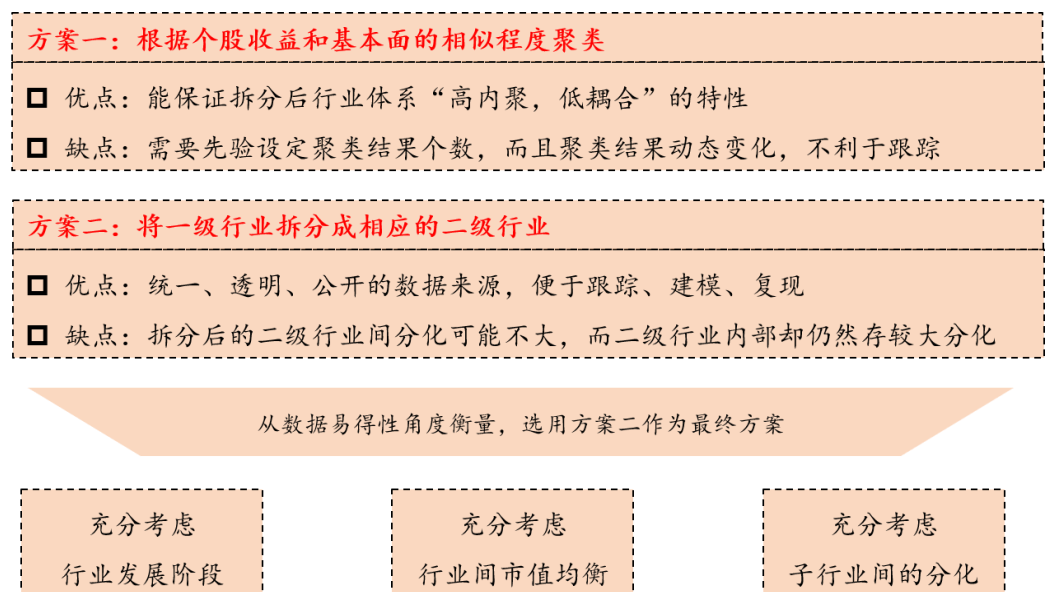 方案一：根据个股收益和基本面的相似程度聚类
优点：能保证拆分后行业体系“高内聚，低耦合”的特性
缺点：需要先验设定聚类结果个数，而且聚类结果动态变化，不利于跟踪
方案二：将一级行业拆分成相应的二级行业
优点：统一、透明、公开的数据来源，便于跟踪、建模、复现
缺点：拆分后的二级行业间分化可能不大，而二级行业内部却仍然存较大分化
从数据易得性角度衡量，选用方案二作为最终方案
充分考虑
行业发展阶段
充分考虑
行业间市值均衡
充分考虑
子行业间的分化